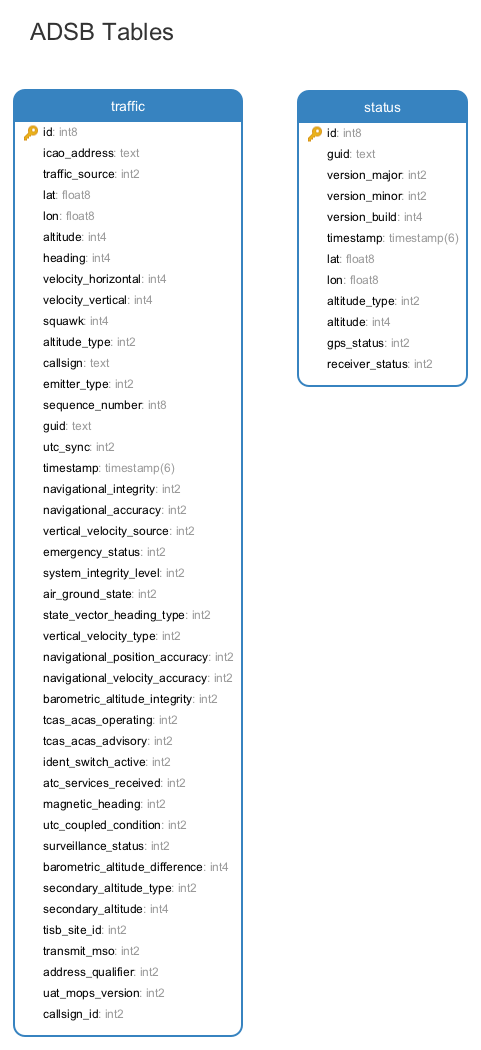 ADSB Tables
traffic
id: int8
icao_address: text
traffic_source: int2
lat: float8
lon: float8
altitude: int4
heading: int4
velocity_horizontal: int4
velocity_vertical: int4
squawk: int4
altitude_type: int2
callsign: text
emitter_type: int2
sequence_number: int8
guid: text
utc_sync: int2
timestamp: timestamp(6)
navigational_integrity: int2
navigational_accuracy: int2
vertical_velocity_source: int2
emergency_status: int2
system_integrity_level: int2
air_ground_state: int2
state_vector_heading_type: int2
vertical_velocity_type: int2
navigational_position_accuracy: int2
navigational_velocity_accuracy: int2
barometric_altitude_integrity: int2
tcas_acas_operating: int2
tcas_acas_advisory: int2
ident_switch_active: int2
atc_services_received: int2
magnetic_heading: int2
utc_coupled_condition: int2
surveillance_status: int2
barometric_altitude_difference: int4
secondary_altitude_type: int2
secondary_altitude: int4
tisb_site_id: int2
transmit_mso: int2
address_qualifier: int2
uat_mops_version: int2
callsign_id: int2
status
id: int8
guid: text
version_major: int2
version_minor: int2
version_build: int4
timestamp: timestamp(6)
lat: float8
lon: float8
altitude_type: int2
altitude: int4
gps_status: int2
receiver_status: int2